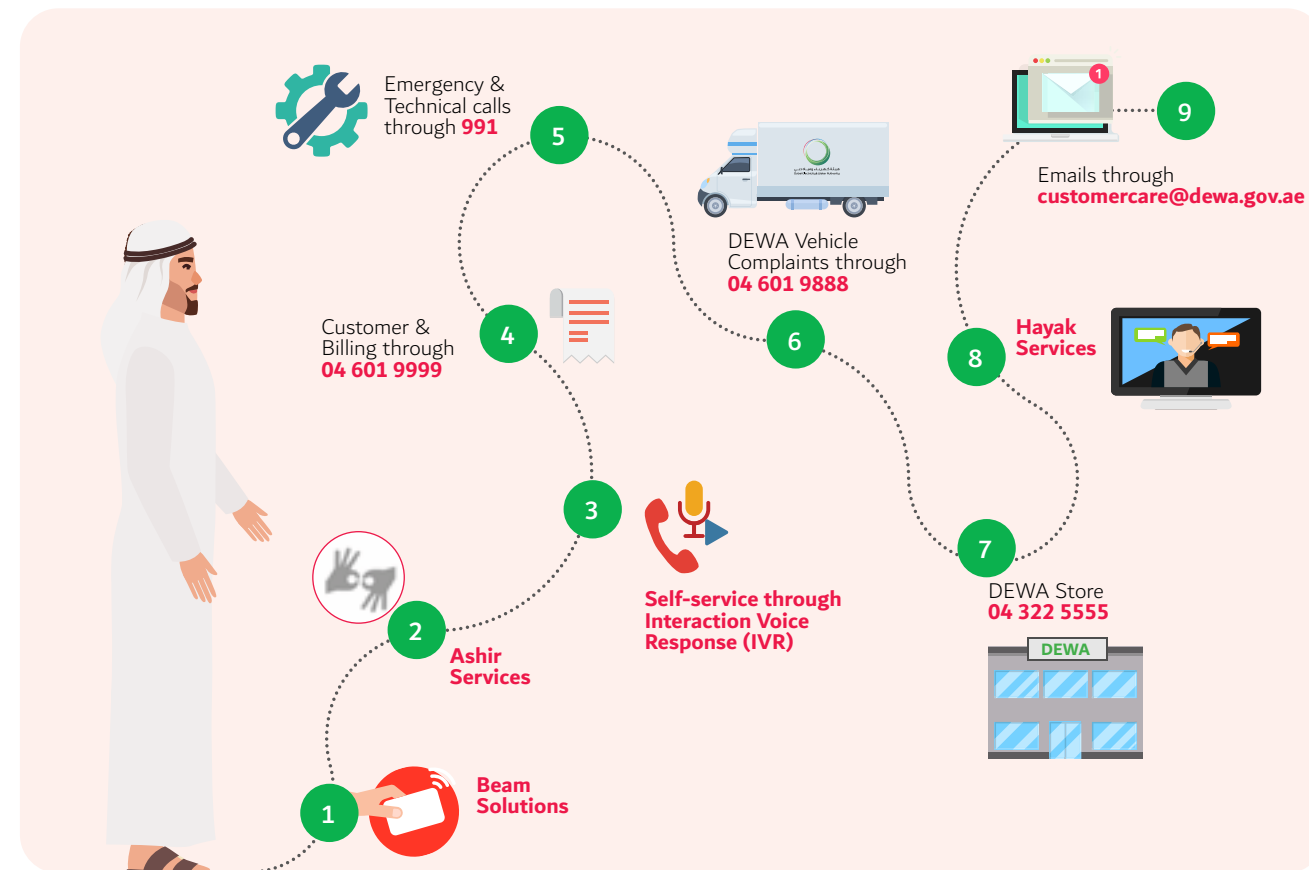 Emergency &
Technical calls
through 991
5
1
9
Emails through
customercare@dewa.gov.ae
DEWA Vehicle
Complaints through
04 601 9888
Customer &
Billing through
04 601 9999
4
6
8
Hayak
Services
3
7
Self-service through
Interaction Voice
Response (IVR)
DEWA Store
04 322 5555
DEWA
2
Ashir
Services
1
Beam
Solutions